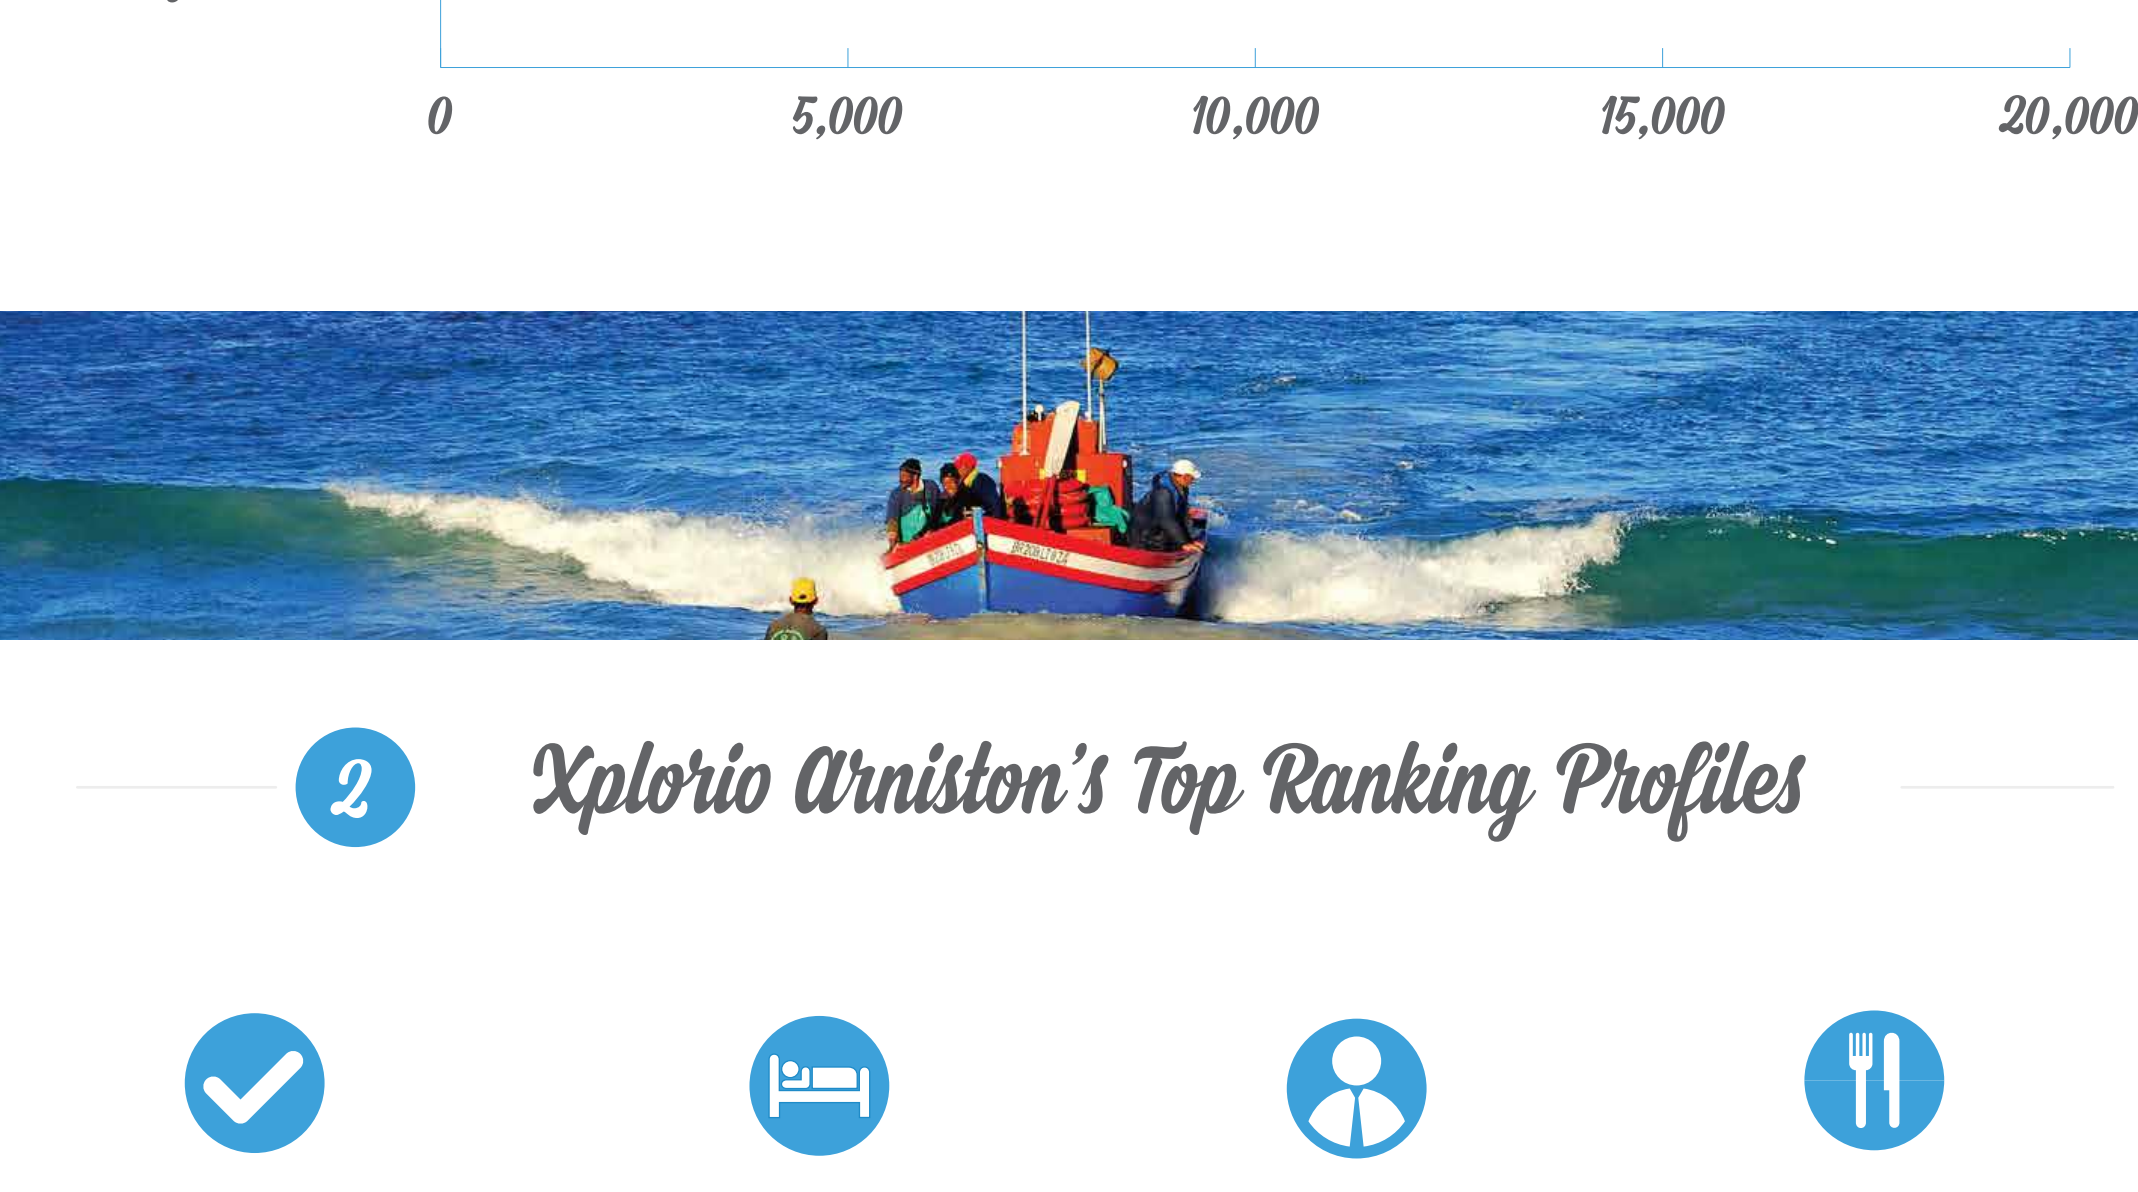 0 5,000 10,000 15,000 20,000
2 Xplorio Arniston's Top Ranking Profiles